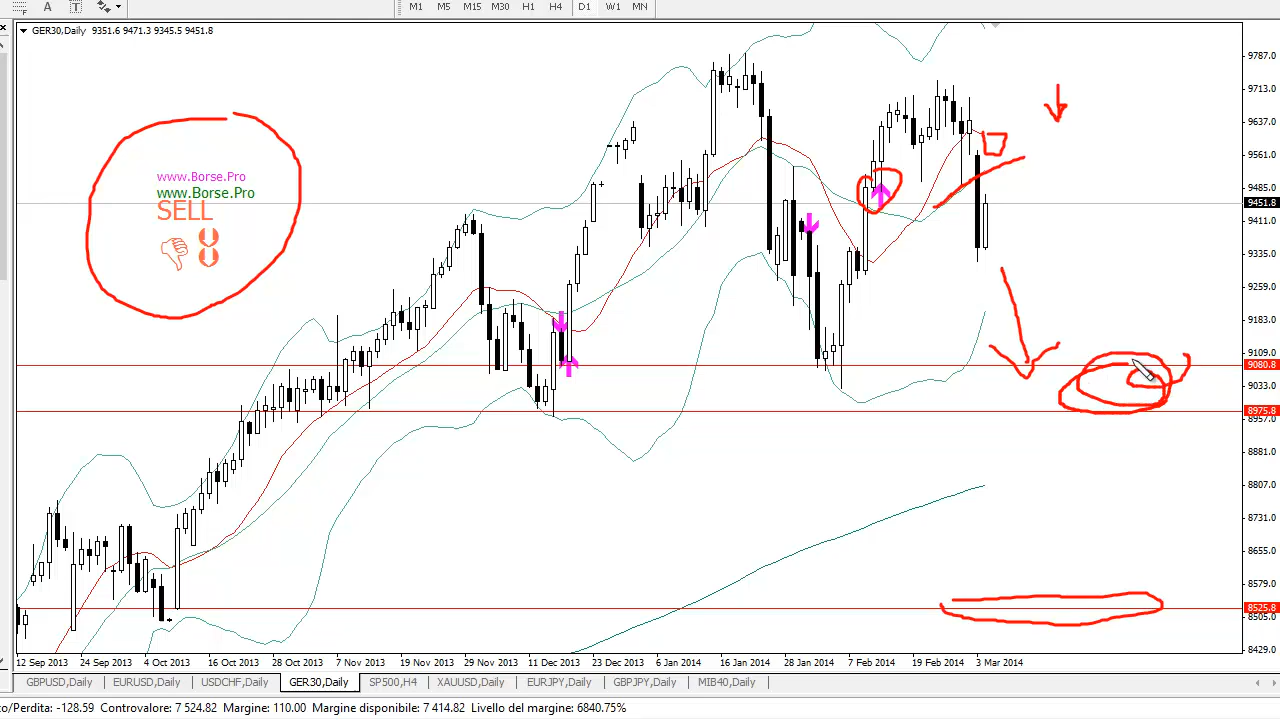 A T M1 M5 M15 M30 H1 H4 D1 W1 MN
GER30,Daily 9351.6 9471.3 9345.5 9451.8
www.Borse.Pro
www.Borse.Pro
SELL
9787.0
9713.0
9637.0
9561.0
9485.0
9451.8
9411.0
9335.0
9259.0
9183.0
9109.0
9080.8
9033.0
8975.8
8957.0
8881.0
8807.0
8731.0
8655.0
8579.0
8525.8
8505.0
8429.0
12 Sep 2013 24 Sep 2013 4 Oct 2013 16 Oct 2013 28 Oct 2013 7 Nov 2013 19 Nov 2013 29 Nov 2013 11 Dec 2013 23 Dec 2013 6 Jan 2014 16 Jan 2014 28 Jan 2014 7 Feb 2014 19 Feb 2014 3 Mar 2014
GBPUSD,Daily EURUSD,Daily USDCHF,Daily GER30,Daily SP500,H4 XAUUSD,Daily EURJPY,Daily GBPJPY,Daily MIB40,Daily
to/Perdita: -128.59 Controvalore: 7 524.82 Margine: 110.00 Margine disponibile: 7 414.82 Livello del margine: 6840.75%